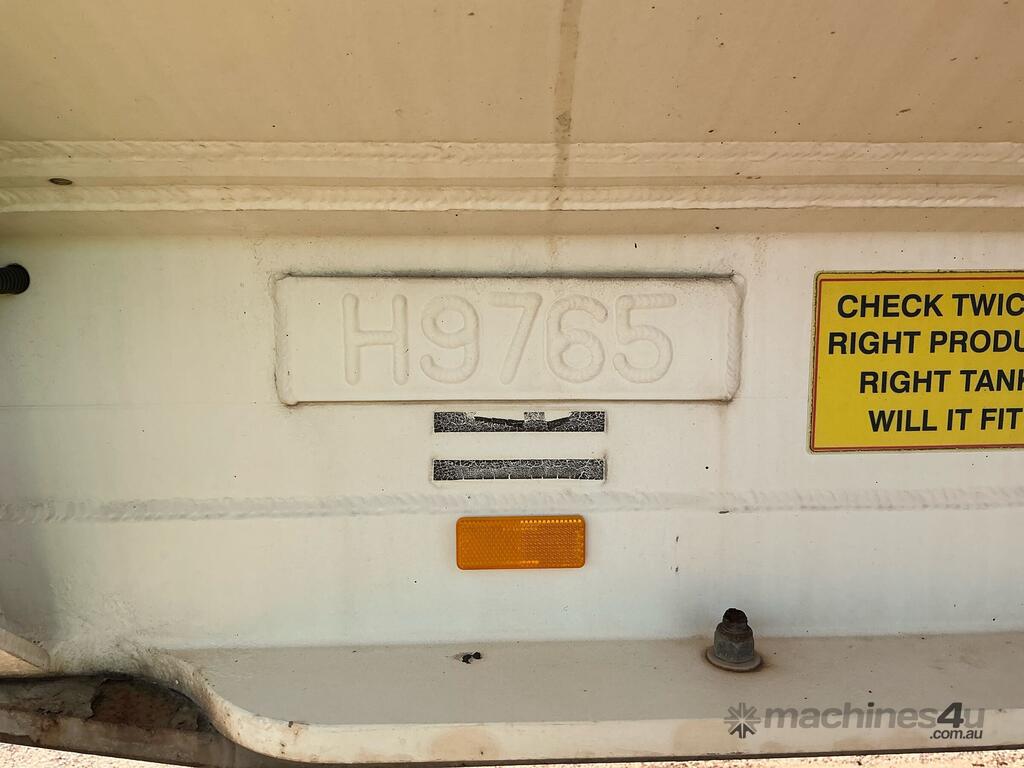 H9765
CHECK TWIC
RIGHT PRODU
RIGHT TANK
WILL IT FIT
machines4u
.com.au